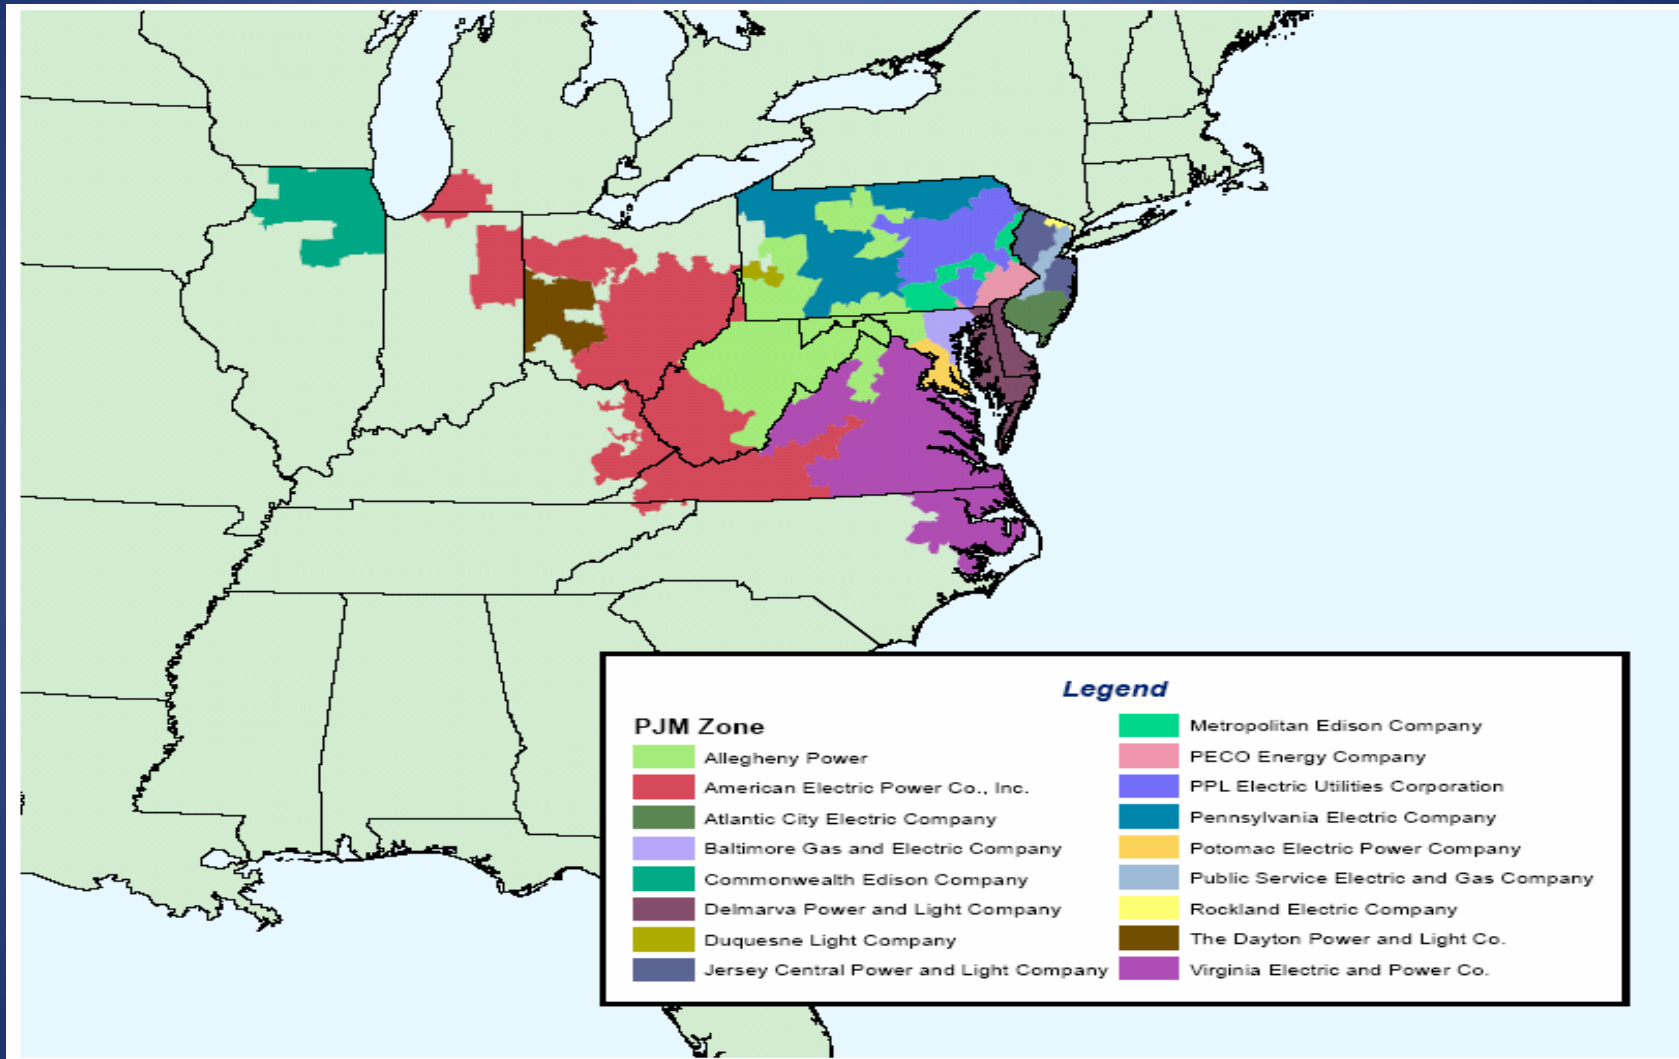 Legend
PJM Zone
Allegheny Power
American Electric Power Co., Inc.
Atlantic City Electric Company
Baltimore Gas and Electric Company
Commonwealth Edison Company
Delmarva Power and Light Company
Duquesne Light Company
Jersey Central Power and Light Company
Metropolitan Edison Company
PECO Energy Company
PPL Electric Utilities Corporation
Pennsylvania Electric Company
Potomac Electric Power Company
Public Service Electric and Gas Company
Rockland Electric Company
The Dayton Power and Light Co.
Virginia Electric and Power Co.